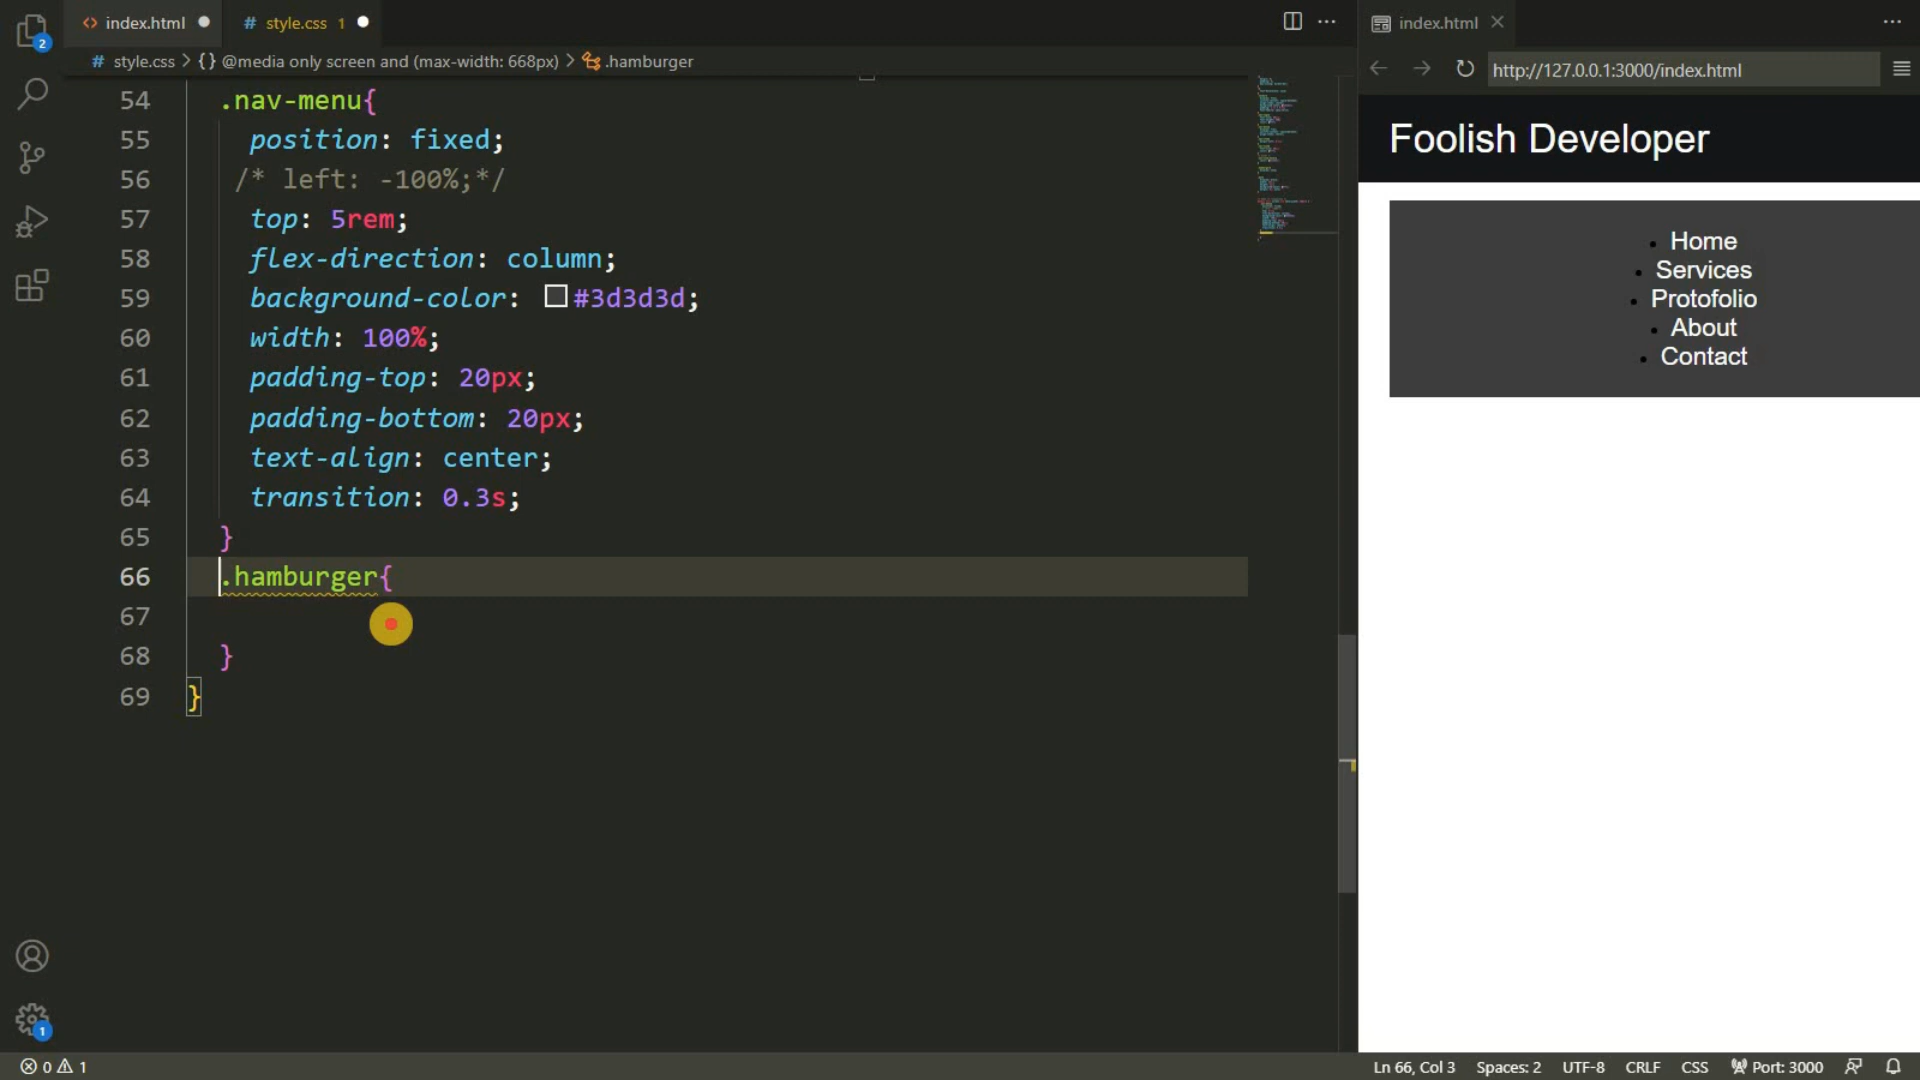 index.html
style.css 1
index.html
style.css > {} @media only screen and (max-width: 668px) > .hamburger
http://127.0.0.1:3000/index.html
2
54 .nav-menu{
55 position: fixed;
56 /* left: -100%;*/
57 top: 5rem;
58 flex-direction: column;
59 background-color: #3d3d3d;
60 width: 100%;
61 padding-top: 20px;
62 padding-bottom: 20px;
63 text-align: center;
64 transition: 0.3s;
65 }
66 .hamburger{
67
68 }
69 }
Foolish Developer
Home
Services
Protofolio
About
Contact
1
0 1
Ln 66, Col 3 Spaces: 2 UTF-8 CRLF CSS Port: 3000